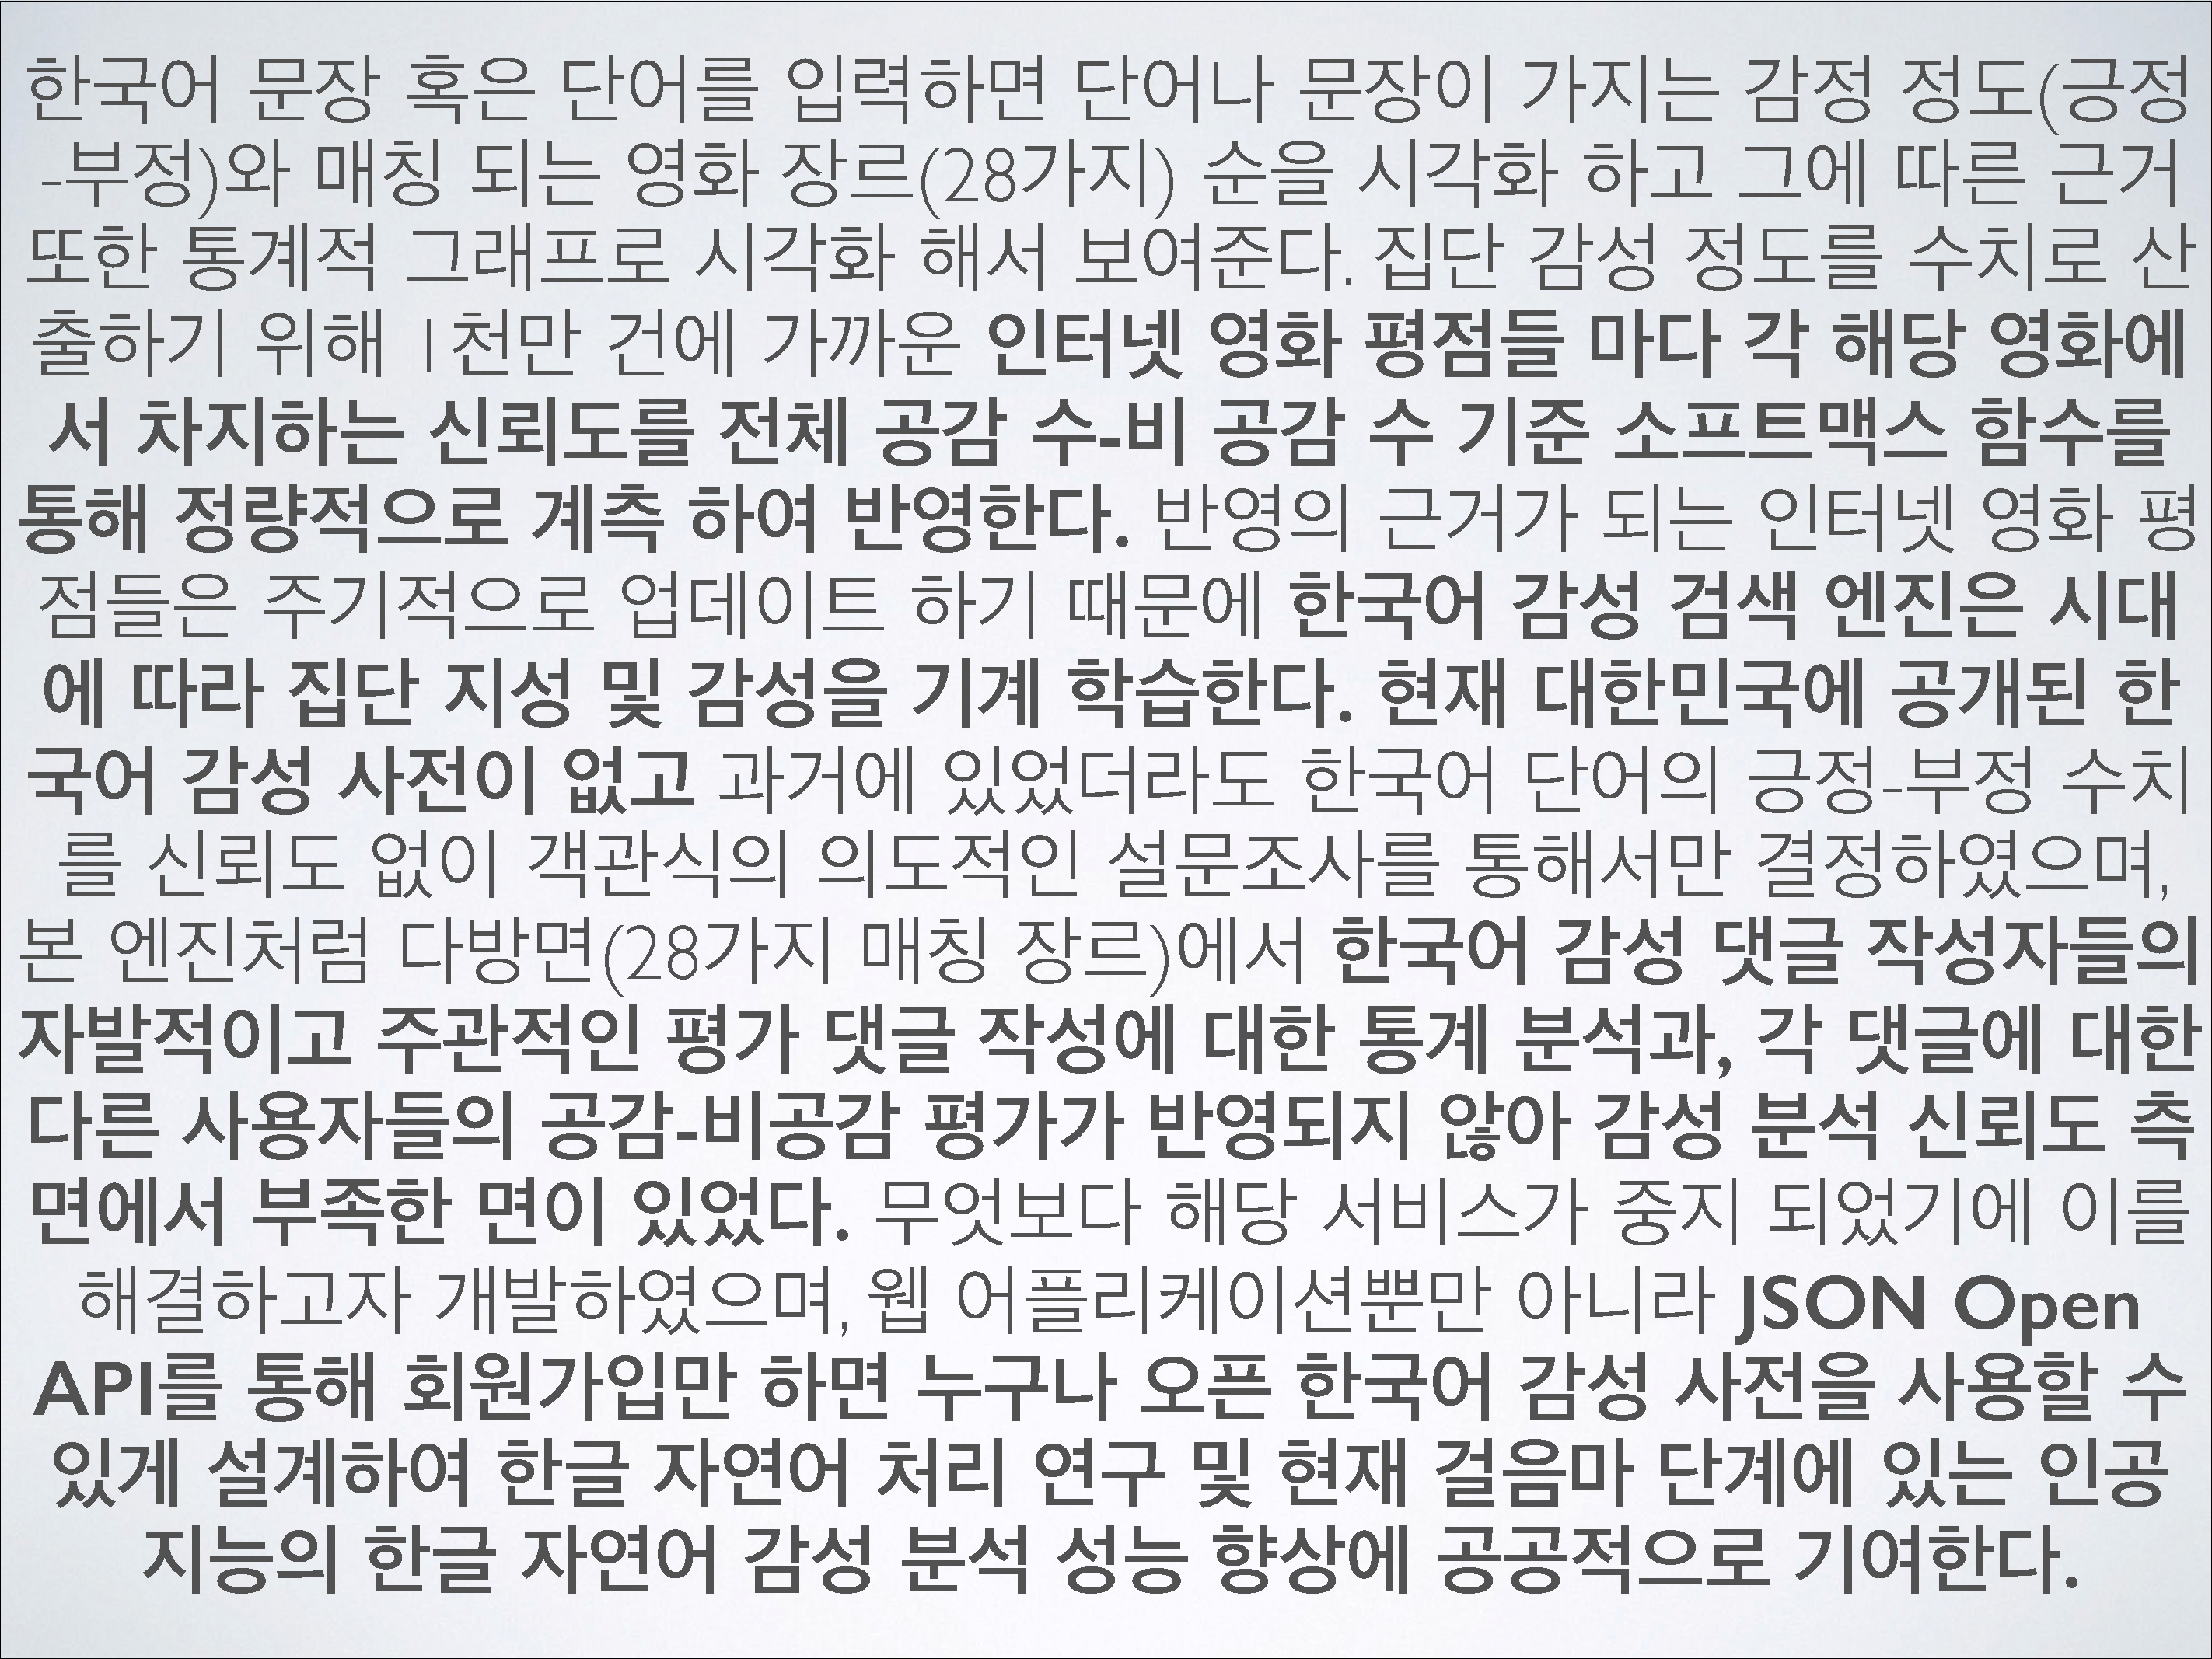 한국어 문장 혹은 단어를 입력하면 단어나 문장이 가지는 감정 정도(긍정
-부정)와 매칭 되는 영화 장르(28가지) 순을 시각화 하고 그에 따른 근거
또한 통계적 그래프로 시각화 해서 보여준다. 집단 감성 정도를 수치로 산
출하기 위해 1천만 건에 가까운 인터넷 영화 평점들 마다 각 해당 영화에
서 차지하는 신뢰도를 전체 공감 수-비 공감 수 기준 소프트맥스 함수를
통해 정량적으로 계측 하여 반영한다. 반영의 근거가 되는 인터넷 영화 평
점들은 주기적으로 업데이트 하기 때문에 한국어 감성 검색 엔진은 시대
에 따라 집단 지성 및 감성을 기계 학습한다. 현재 대한민국에 공개된 한
국어 감성 사전이 없고 과거에 있었더라도 한국어 단어의 긍정-부정 수치
를 신뢰도 없이 객관식의 의도적인 설문조사를 통해서만 결정하였으며,
본 엔진처럼 다방면(28가지 매칭 장르)에서 한국어 감성 댓글 작성자들의
자발적이고 주관적인 평가 댓글 작성에 대한 통계 분석과, 각 댓글에 대한
다른 사용자들의 공감-비공감 평가가 반영되지 않아 감성 분석 신뢰도 측
면에서 부족한 면이 있었다. 무엇보다 해당 서비스가 중지 되었기에 이를
해결하고자 개발하였으며, 웹 어플리케이션뿐만 아니라 JSON Open
API를 통해 회원가입만 하면 누구나 오픈 한국어 감성 사전을 사용할 수
있게 설계하여 한글 자연어 처리 연구 및 현재 걸음마 단계에 있는 인공
지능의 한글 자연어 감성 분석 성능 향상에 공공적으로 기여한다.